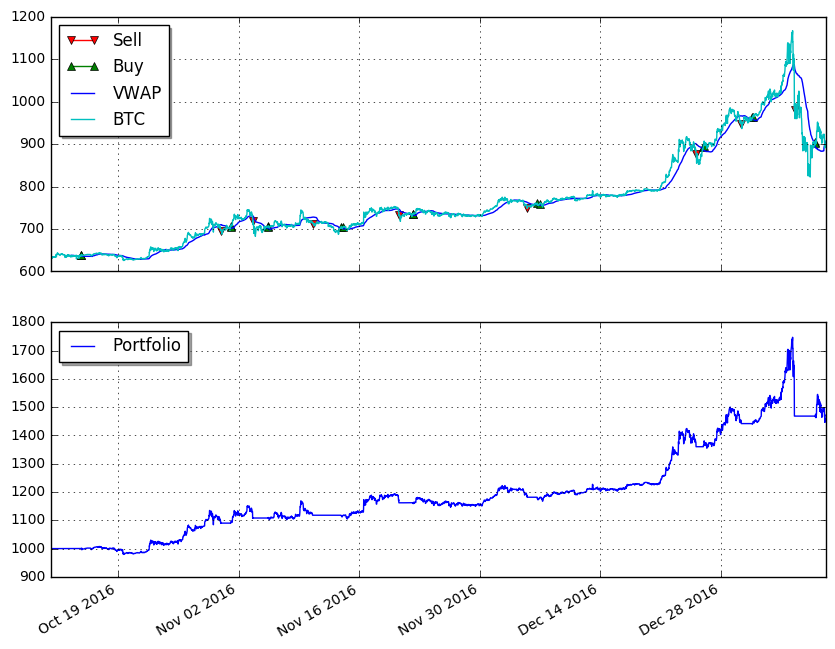 1200
1100
1000
900
800
700
600
Sell
Buy
VWAP
BTC
1800
1700
1600
1500
1400
1300
1200
1100
1000
900
Portfolio
Oct 19 2016
Nov 02 2016
Nov 16 2016
Nov 30 2016
Dec 14 2016
Dec 28 2016